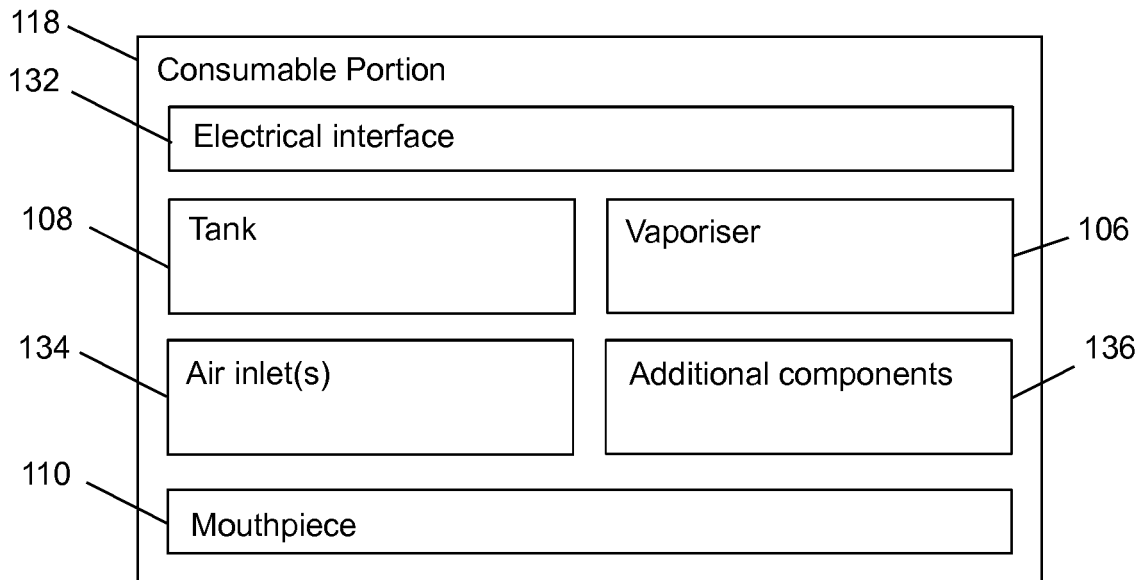 118
Consumable Portion
132
Electrical interface
108
Tank
Vaporiser
106
134
Air inlet(s)
Additional components
136
110
Mouthpiece